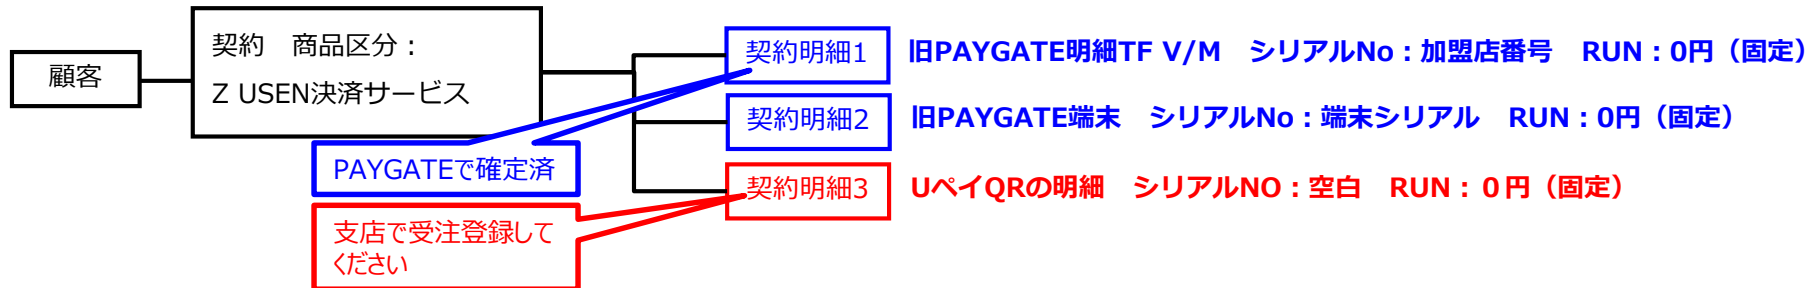 顧客
契約　商品区分：
Z USEN決済サービス
契約明細1　旧PAYGATE明細TF V/M　シリアルNo：加盟店番号　RUN：0円（固定）
契約明細2　旧PAYGATE端末　シリアルNo：端末シリアル　RUN：0円（固定）
PAYGATEで確定済
契約明細3　UペイQRの明細　シリアルNO：空白　RUN：０円（固定）
支店で受注登録して
ください